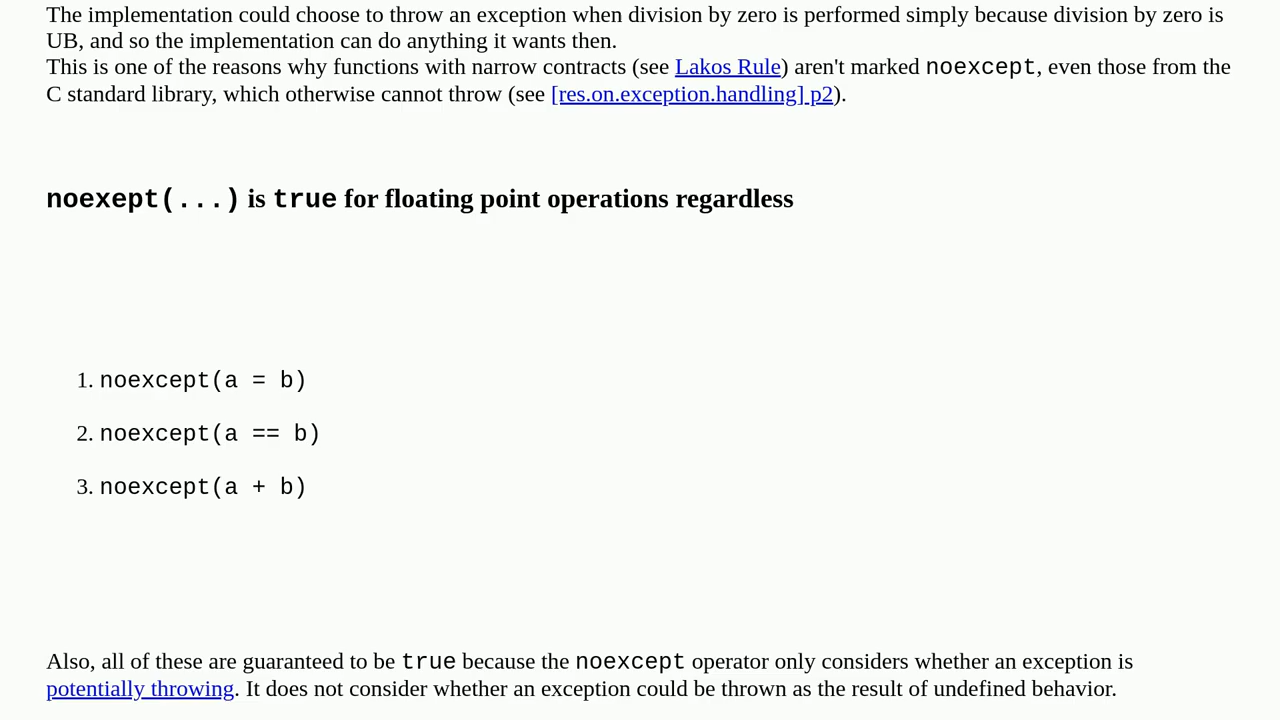 The implementation could choose to throw an exception when division by zero is performed simply because division by zero is
UB, and so the implementation can do anything it wants then.
This is one of the reasons why functions with narrow contracts (see Lakos Rule) aren't marked noexcept, even those from the
C standard library, which otherwise cannot throw (see [res.on.exception.handling] p2).
noexept(...) is true for floating point operations regardless
1. noexcept(a = b)
2. noexcept(a == b)
3. noexcept(a + b)
Also, all of these are guaranteed to be true because the noexcept operator only considers whether an exception is
potentially throwing. It does not consider whether an exception could be thrown as the result of undefined behavior.